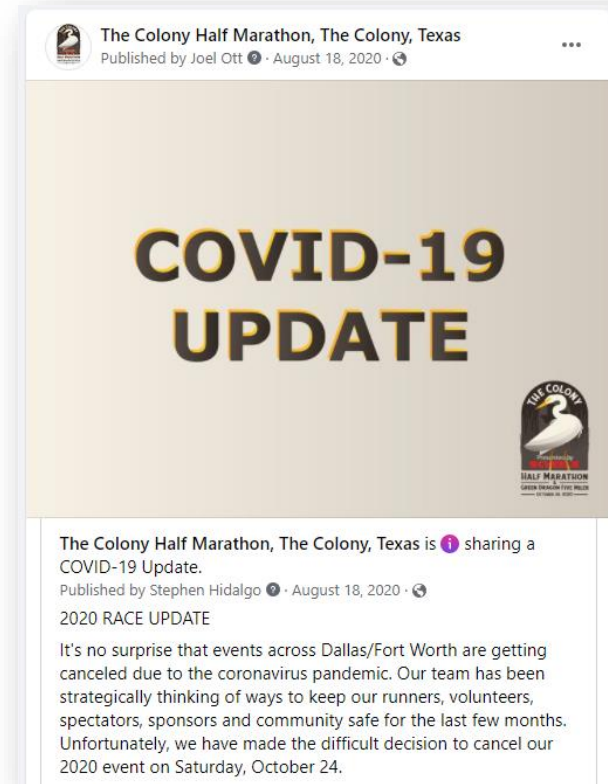 The Colony Half Marathon, The Colony, Texas
Published by Joel Ott · August 18, 2020 ·
COVID-19
UPDATE
THE COLONY
HALF MARATHON
The Colony Half Marathon, The Colony, Texas is sharing a
COVID-19 Update.
Published by Stephen Hidalgo · August 18, 2020 ·
2020 RACE UPDATE
It's no surprise that events across Dallas/Fort Worth are getting
canceled due to the coronavirus pandemic. Our team has been
strategically thinking of ways to keep our runners, volunteers,
spectators, sponsors and community safe for the last few months.
Unfortunately, we have made the difficult decision to cancel our
2020 event on Saturday, October 24.